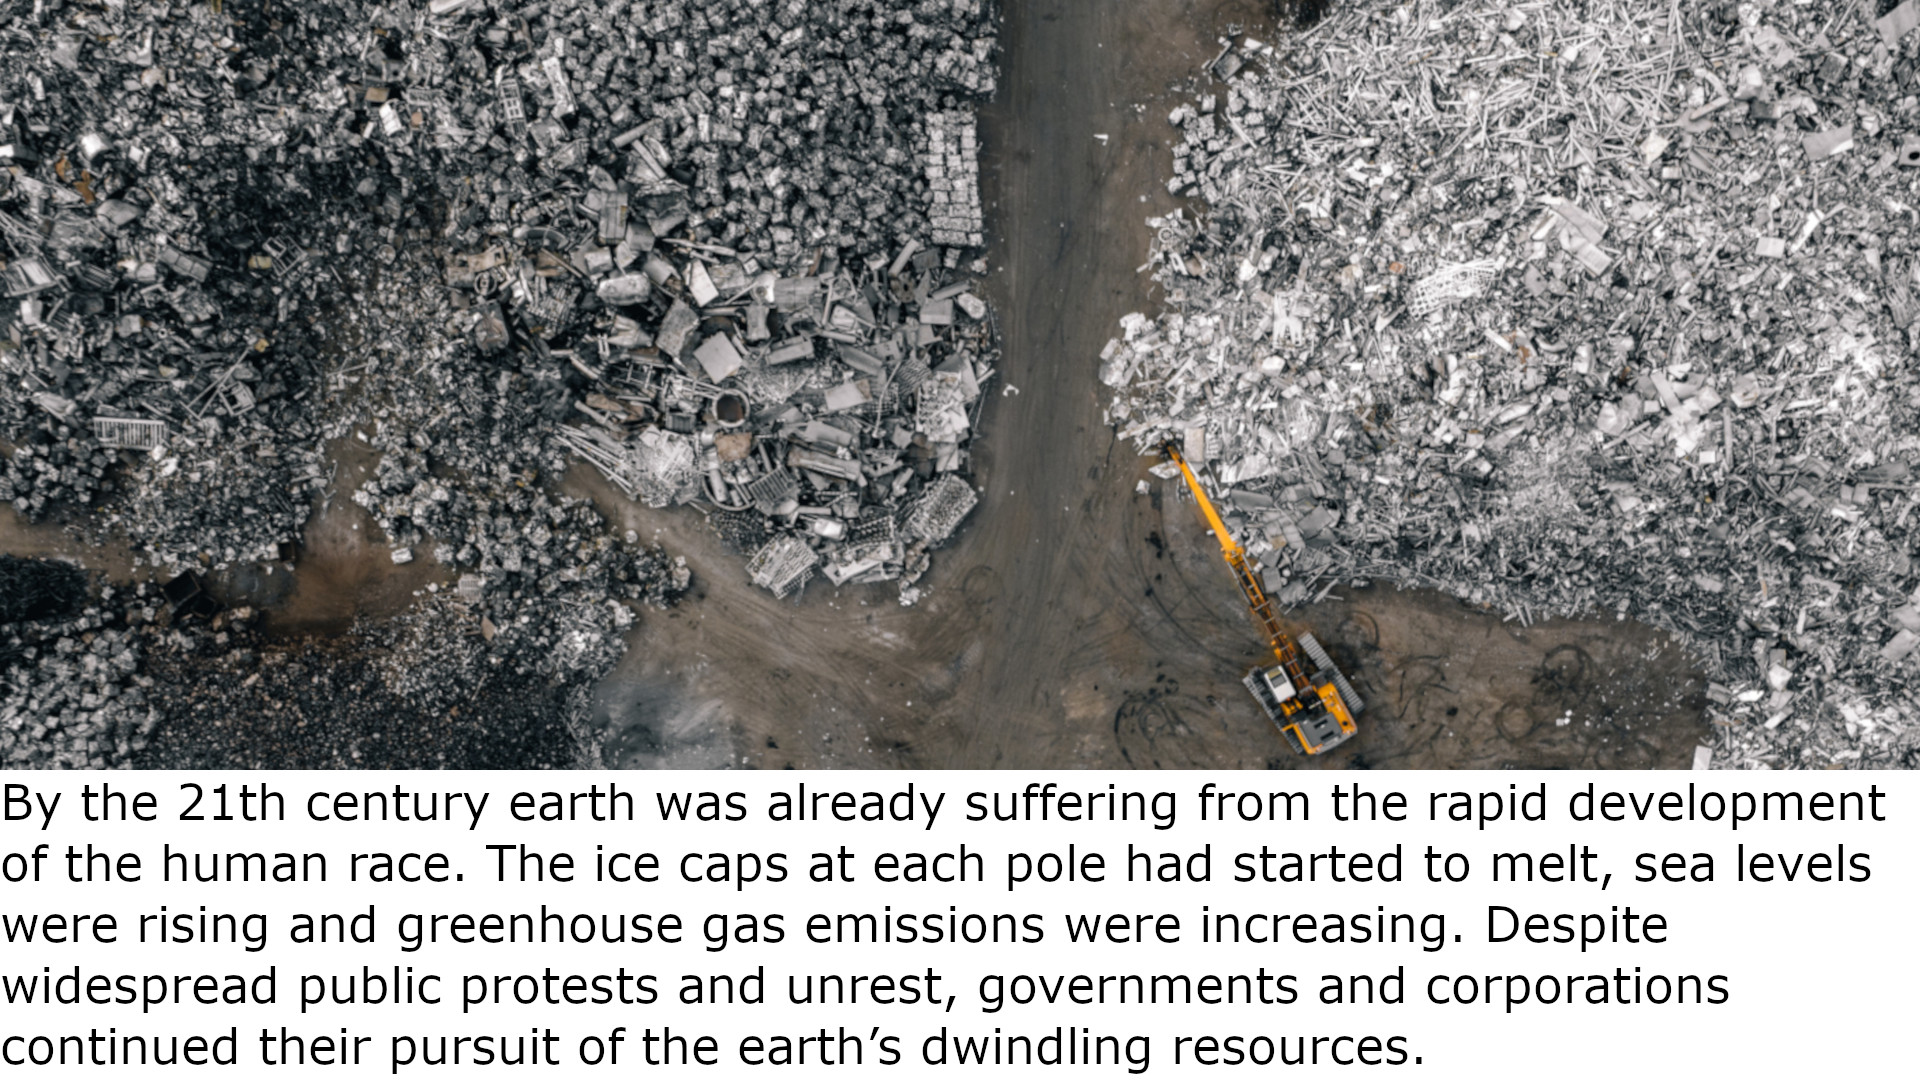 By the 21th century earth was already suffering from the rapid development
of the human race. The ice caps at each pole had started to melt, sea levels
were rising and greenhouse gas emissions were increasing. Despite
widespread public protests and unrest, governments and corporations
continued their pursuit of the earth’s dwindling resources.